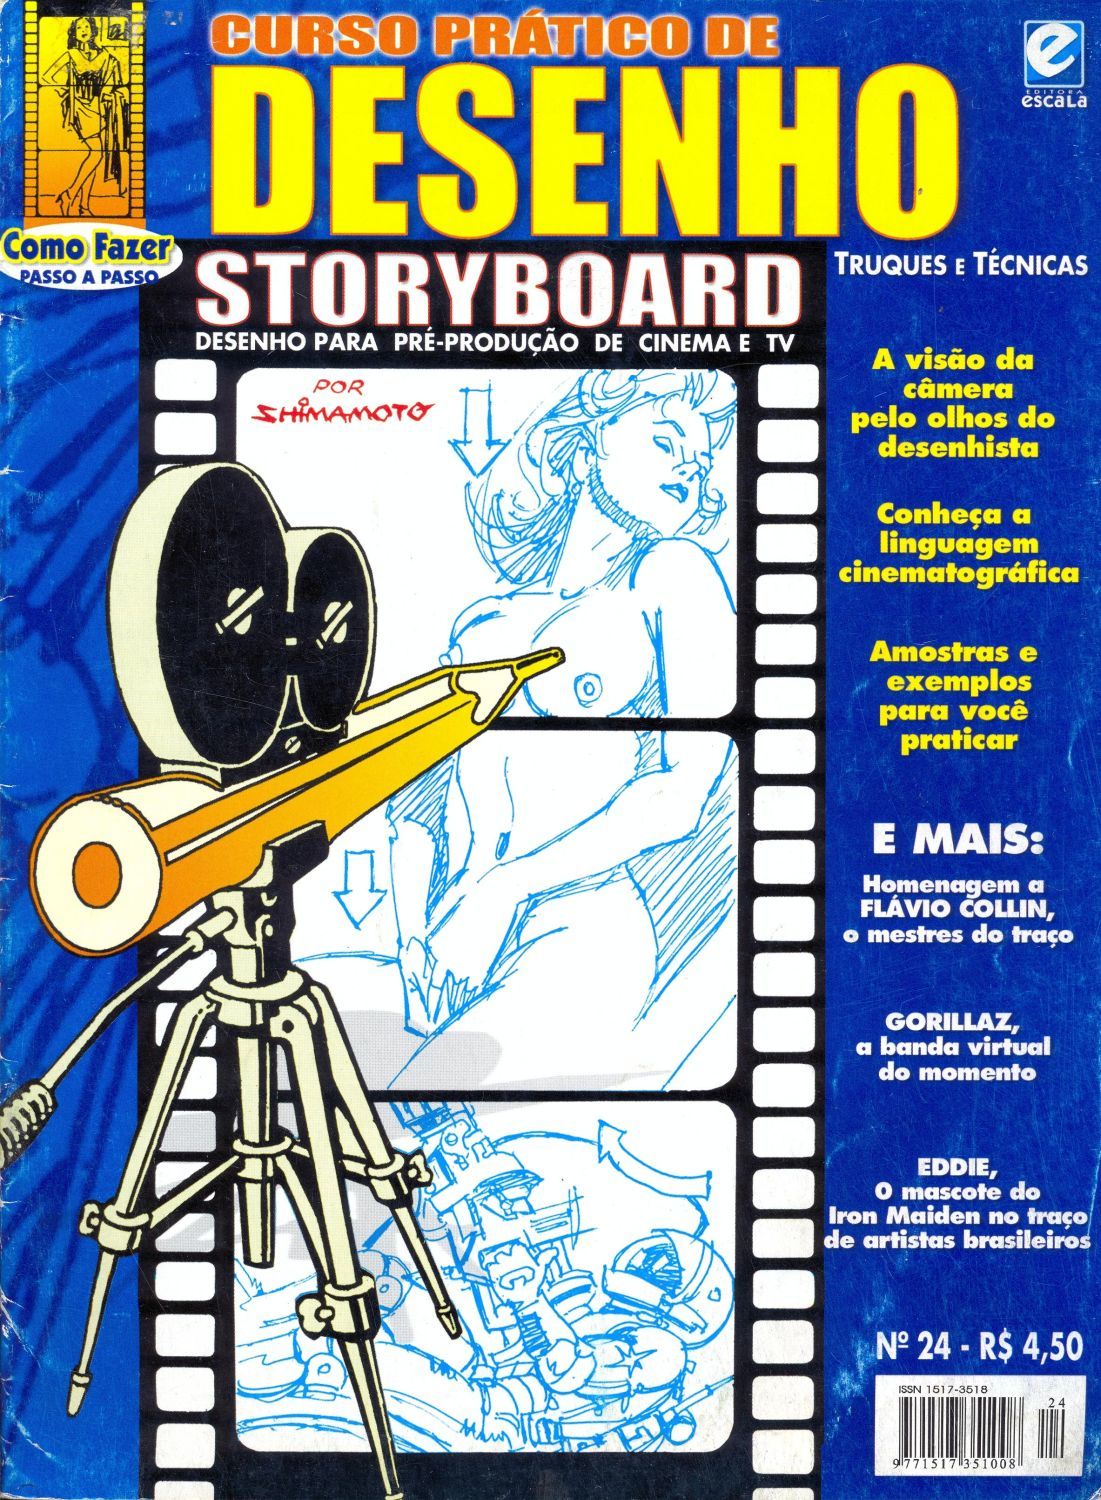 CURSO PRÁTICO DE
DESENHO
e
EDITORA
escala
Como Fazer
PASSO A PASSO
STORYBOARD
DESENHO PARA PRÉ-PRODUÇÃO DE CINEMA E TV
TRUQUES E TÉCNICAS
POR
SHIMAMOTO
A visão da
câmera
pelo olhos do
desenhista
Conheça a
linguagem
cinematográfica
Amostras e
exemplos
para você
praticar
E MAIS:
Homenagem a
FLÁVIO COLLIN,
o mestres do traço
GORILLAZ,
a banda virtual
do momento
EDDIE,
O mascote do
Iron Maiden no traço
de artistas brasileiros
Nº 24 - R$ 4,50
ISSN 1517-3518
24
9 771517 351008